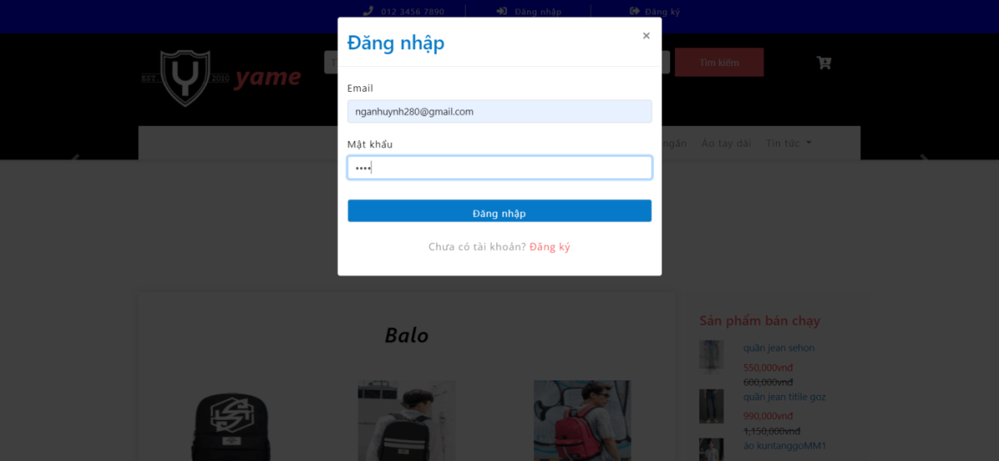 012 3456 7890
Đăng nhập
Đăng ký
Đăng nhập
×
EST
2010
yame
T
Tìm kiếm
Email
nganhuynh280@gmail.com
Mật khẩu
••••
ngắn
Áo tay dài
Tin tức
Đăng nhập
Chưa có tài khoản? Đăng ký
Balo
Sản phẩm bán chạy
quần jean sehon
550,000vnđ
600,000vnđ
quần jean titile goz
990,000vnđ
1,150,000vnđ
áo kuntanggoMM1